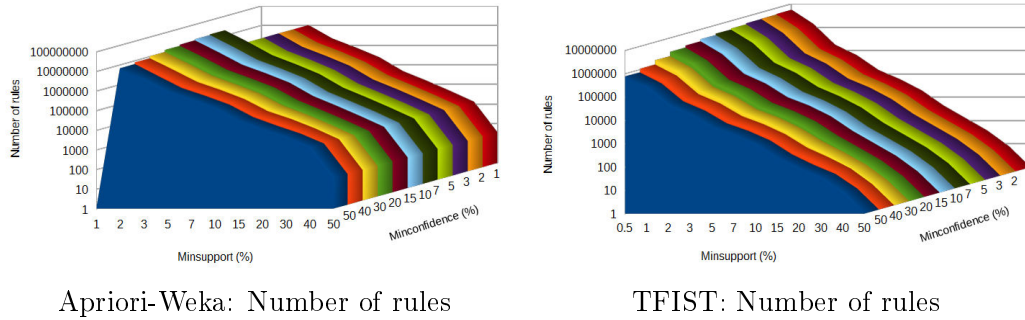 Number of rules
100000000
10000000
1000000
100000
10000
1000
100
10
1
1 2 3 5 7 10 15 20 30 40 50
50 40 30 20 15 10 7 5 3 2 1
Minconfidence (%)
Minsupport (%)
Apriori-Weka: Number of rules
Number of rules
10000000
1000000
100000
10000
1000
100
10
1
0.5 1 2 3 5 7 10 15 20 30 40 50
50 40 30 20 15 10 7 5 3 2 1
Minconfidence (%)
Minsupport (%)
TFIST: Number of rules